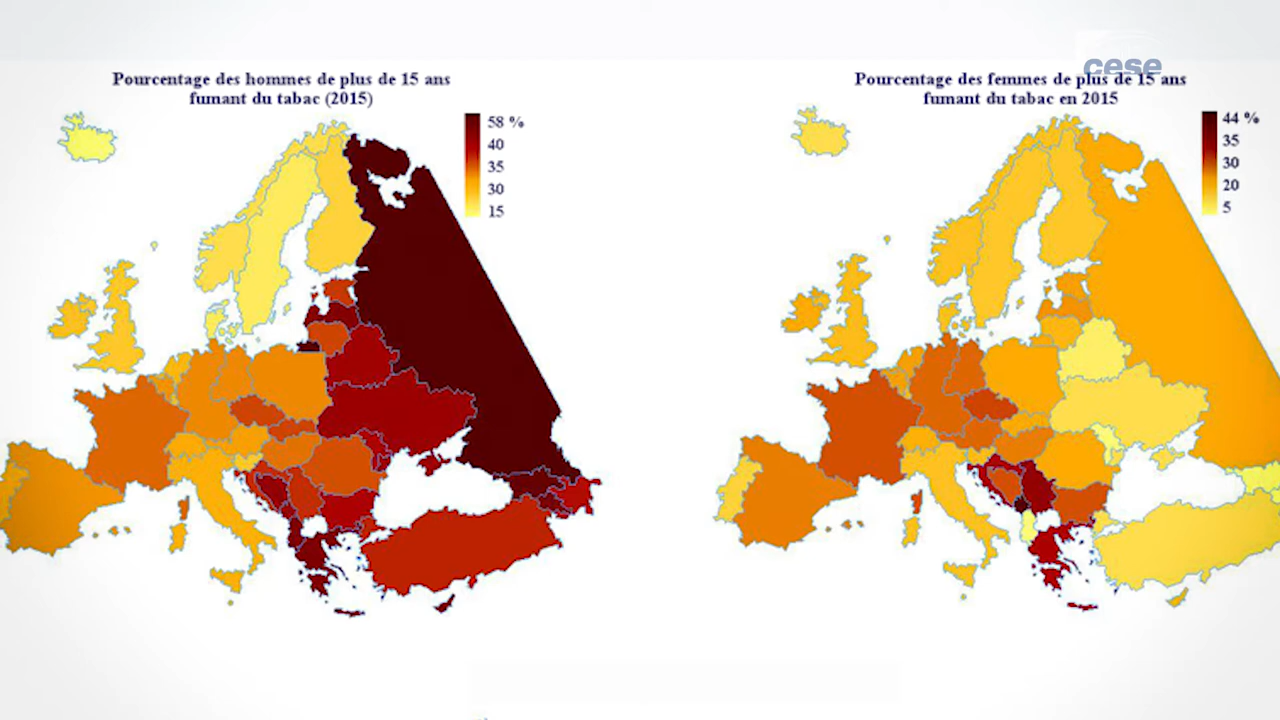 cese
Pourcentage des hommes de plus de 15 ans
fumant du tabac (2015)
58 %
40
35
30
15
Pourcentage des femmes de plus de 15 ans
fumant du tabac en 2015
44 %
35
30
20
5